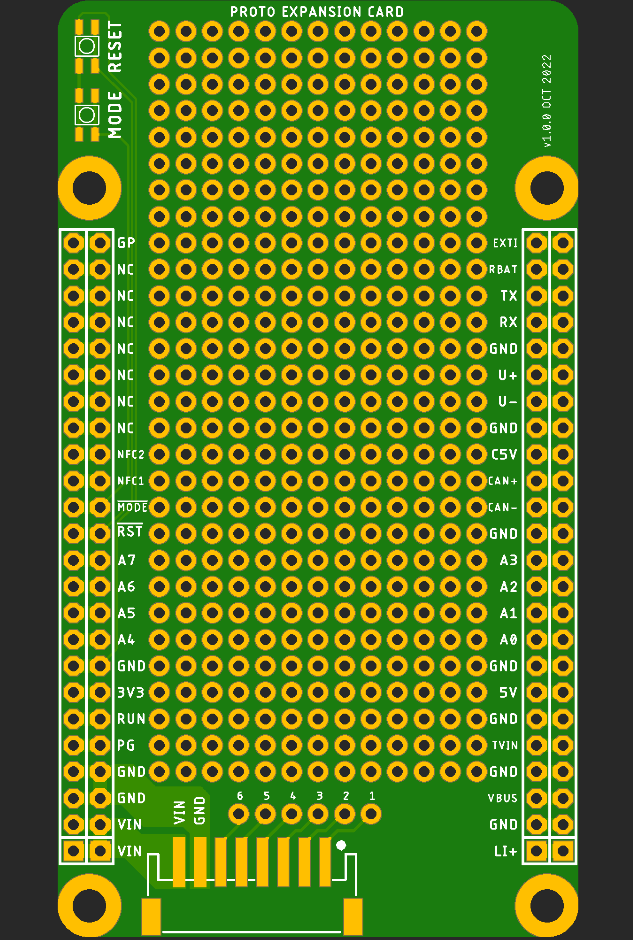 PROTO EXPANSION CARD
RESET
MODE
v1.0.0 OCT 2022
GP
NC
NC
NC
NC
NC
NC
NC
NFC2
NFC1
MODE
RST
A7
A6
A5
A4
GND
3V3
RUN
PG
GND
GND
VIN
VIN
EXTI
RBAT
TX
RX
GND
U+
U-
GND
C5V
CAN+
CAN-
GND
A3
A2
A1
A0
GND
5V
GND
TVIN
GND
VBUS
GND
LI+
VIN
GND
6 5 4 3 2 1